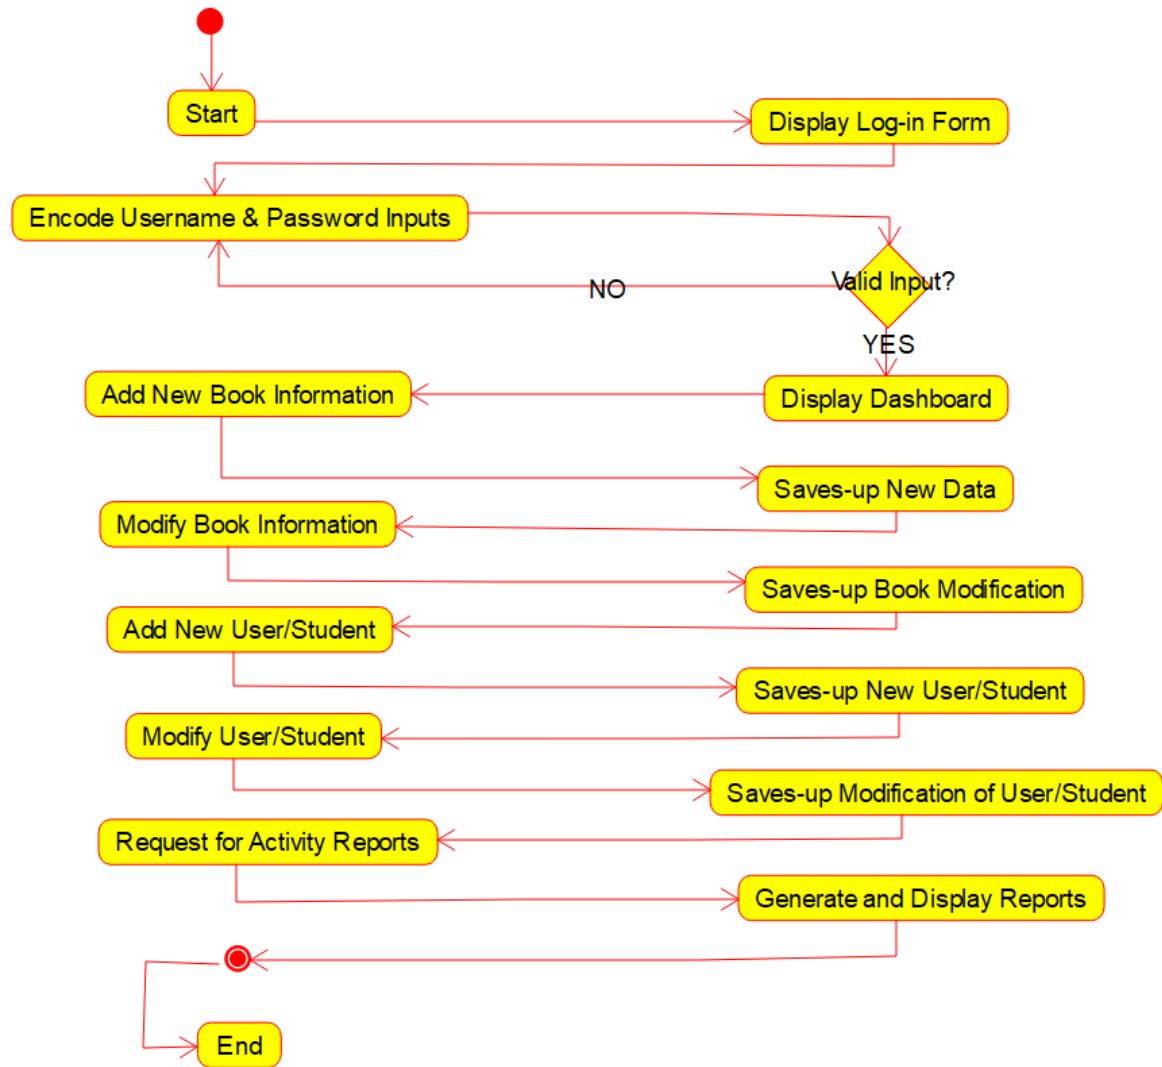 Start
Display Log-in Form
Encode Username & Password Inputs
Valid Input?
NO
YES
Add New Book Information
Display Dashboard
Saves-up New Data
Modify Book Information
Saves-up Book Modification
Add New User/Student
Saves-up New User/Student
Modify User/Student
Saves-up Modification of User/Student
Request for Activity Reports
Generate and Display Reports
End